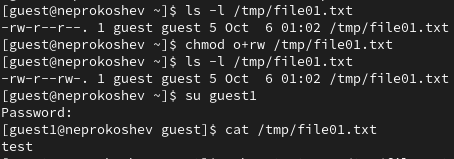 [guest@neprokoshev ~]$ ls -l /tmp/file01.txt
-rw-r--r--. 1 guest guest 5 Oct  6 01:02 /tmp/file01.txt
[guest@neprokoshev ~]$ chmod o+rw /tmp/file01.txt
[guest@neprokoshev ~]$ ls -l /tmp/file01.txt
-rw-r--rw-. 1 guest guest 5 Oct  6 01:02 /tmp/file01.txt
[guest@neprokoshev ~]$ su guest1
Password:
[guest1@neprokoshev guest]$ cat /tmp/file01.txt
test